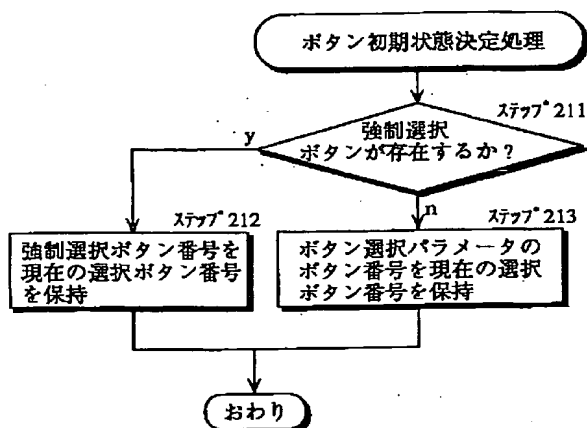 ボタン初期状態決定処理
ステップ211
強制選択
ボタンが存在するか?
y
n
ステップ212
強制選択ボタン番号を
現在の選択ボタン番号
を保持
ステップ213
ボタン選択パラメータの
ボタン番号を現在の選択
ボタン番号を保持
おわり